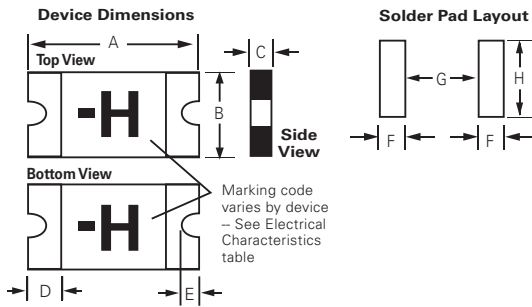 Device Dimensions
A
Top View
-H
B
C
Side
View
Bottom View
-H
Marking code
varies by device
-- See Electrical
Characteristics
table
D
E
Solder Pad Layout
G
H
F
F